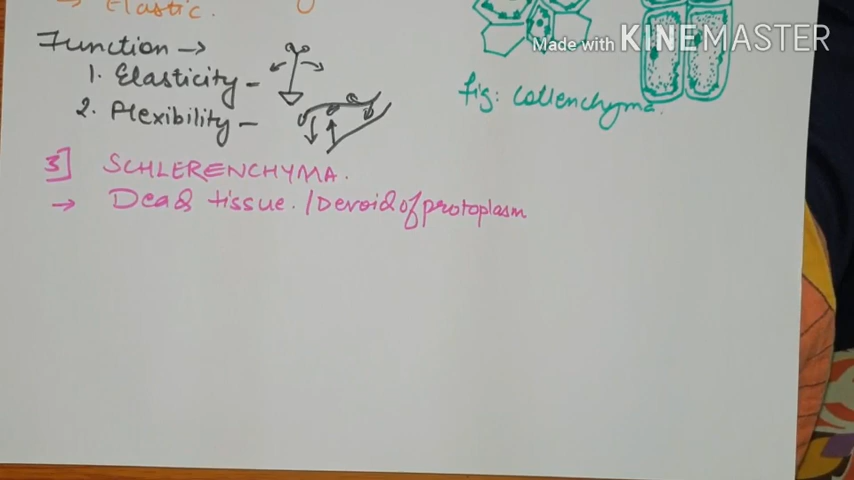 → Elastic.
Function →
1. Elasticity -
2. Flexibility -
fig: Collenchyma.
3] SCHLERENCHYMA.
→ Dead tissue. / Devoid of protoplasm
Made with KINEMASTER